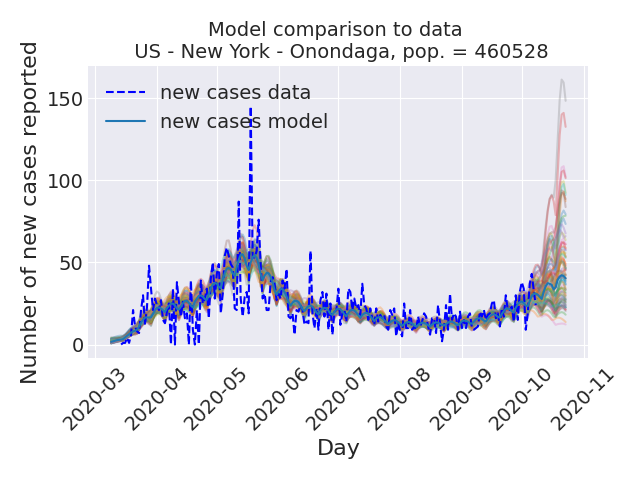 Model comparison to data
US - New York - Onondaga, pop. = 460528
Number of new cases reported
150
100
50
0
new cases data
new cases model
2020-03
2020-04
2020-05
2020-06
2020-07
2020-08
2020-09
2020-10
2020-11
Day